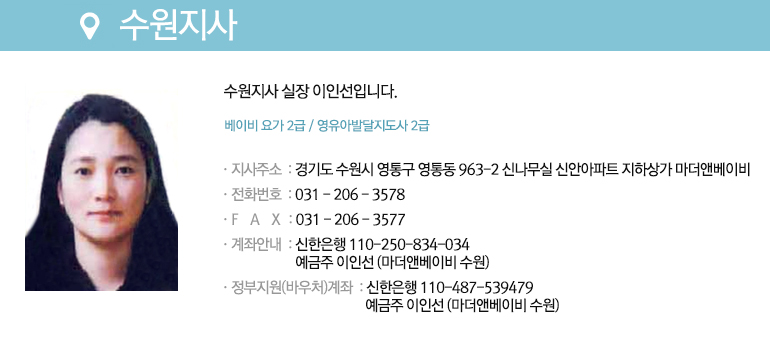 수원지사
수원지사 실장 이인선입니다.
베이비 요가 2급 / 영유아발달지도사 2급
· 지사주소 : 경기도 수원시 영통구 영통동 963-2 신나무실 신안아파트 지하상가 마더앤베이비
· 전화번호 : 031 - 206 - 3578
· F A X : 031 - 206 - 3577
· 계좌안내 : 신한은행 110-250-834-034
예금주 이인선 (마더앤베이비 수원)
· 정부지원(바우처)계좌 : 신한은행 110-487-539479
예금주 이인선 (마더앤베이비 수원)